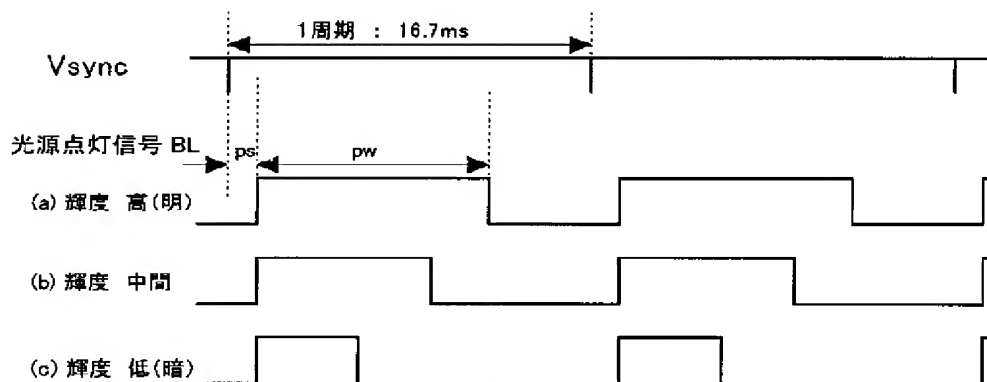 1周期 : 16.7ms
Vsync
光源点灯信号 BL
ps
pw
(a) 輝度 高(明)
(b) 輝度 中間
(c) 輝度 低(暗)